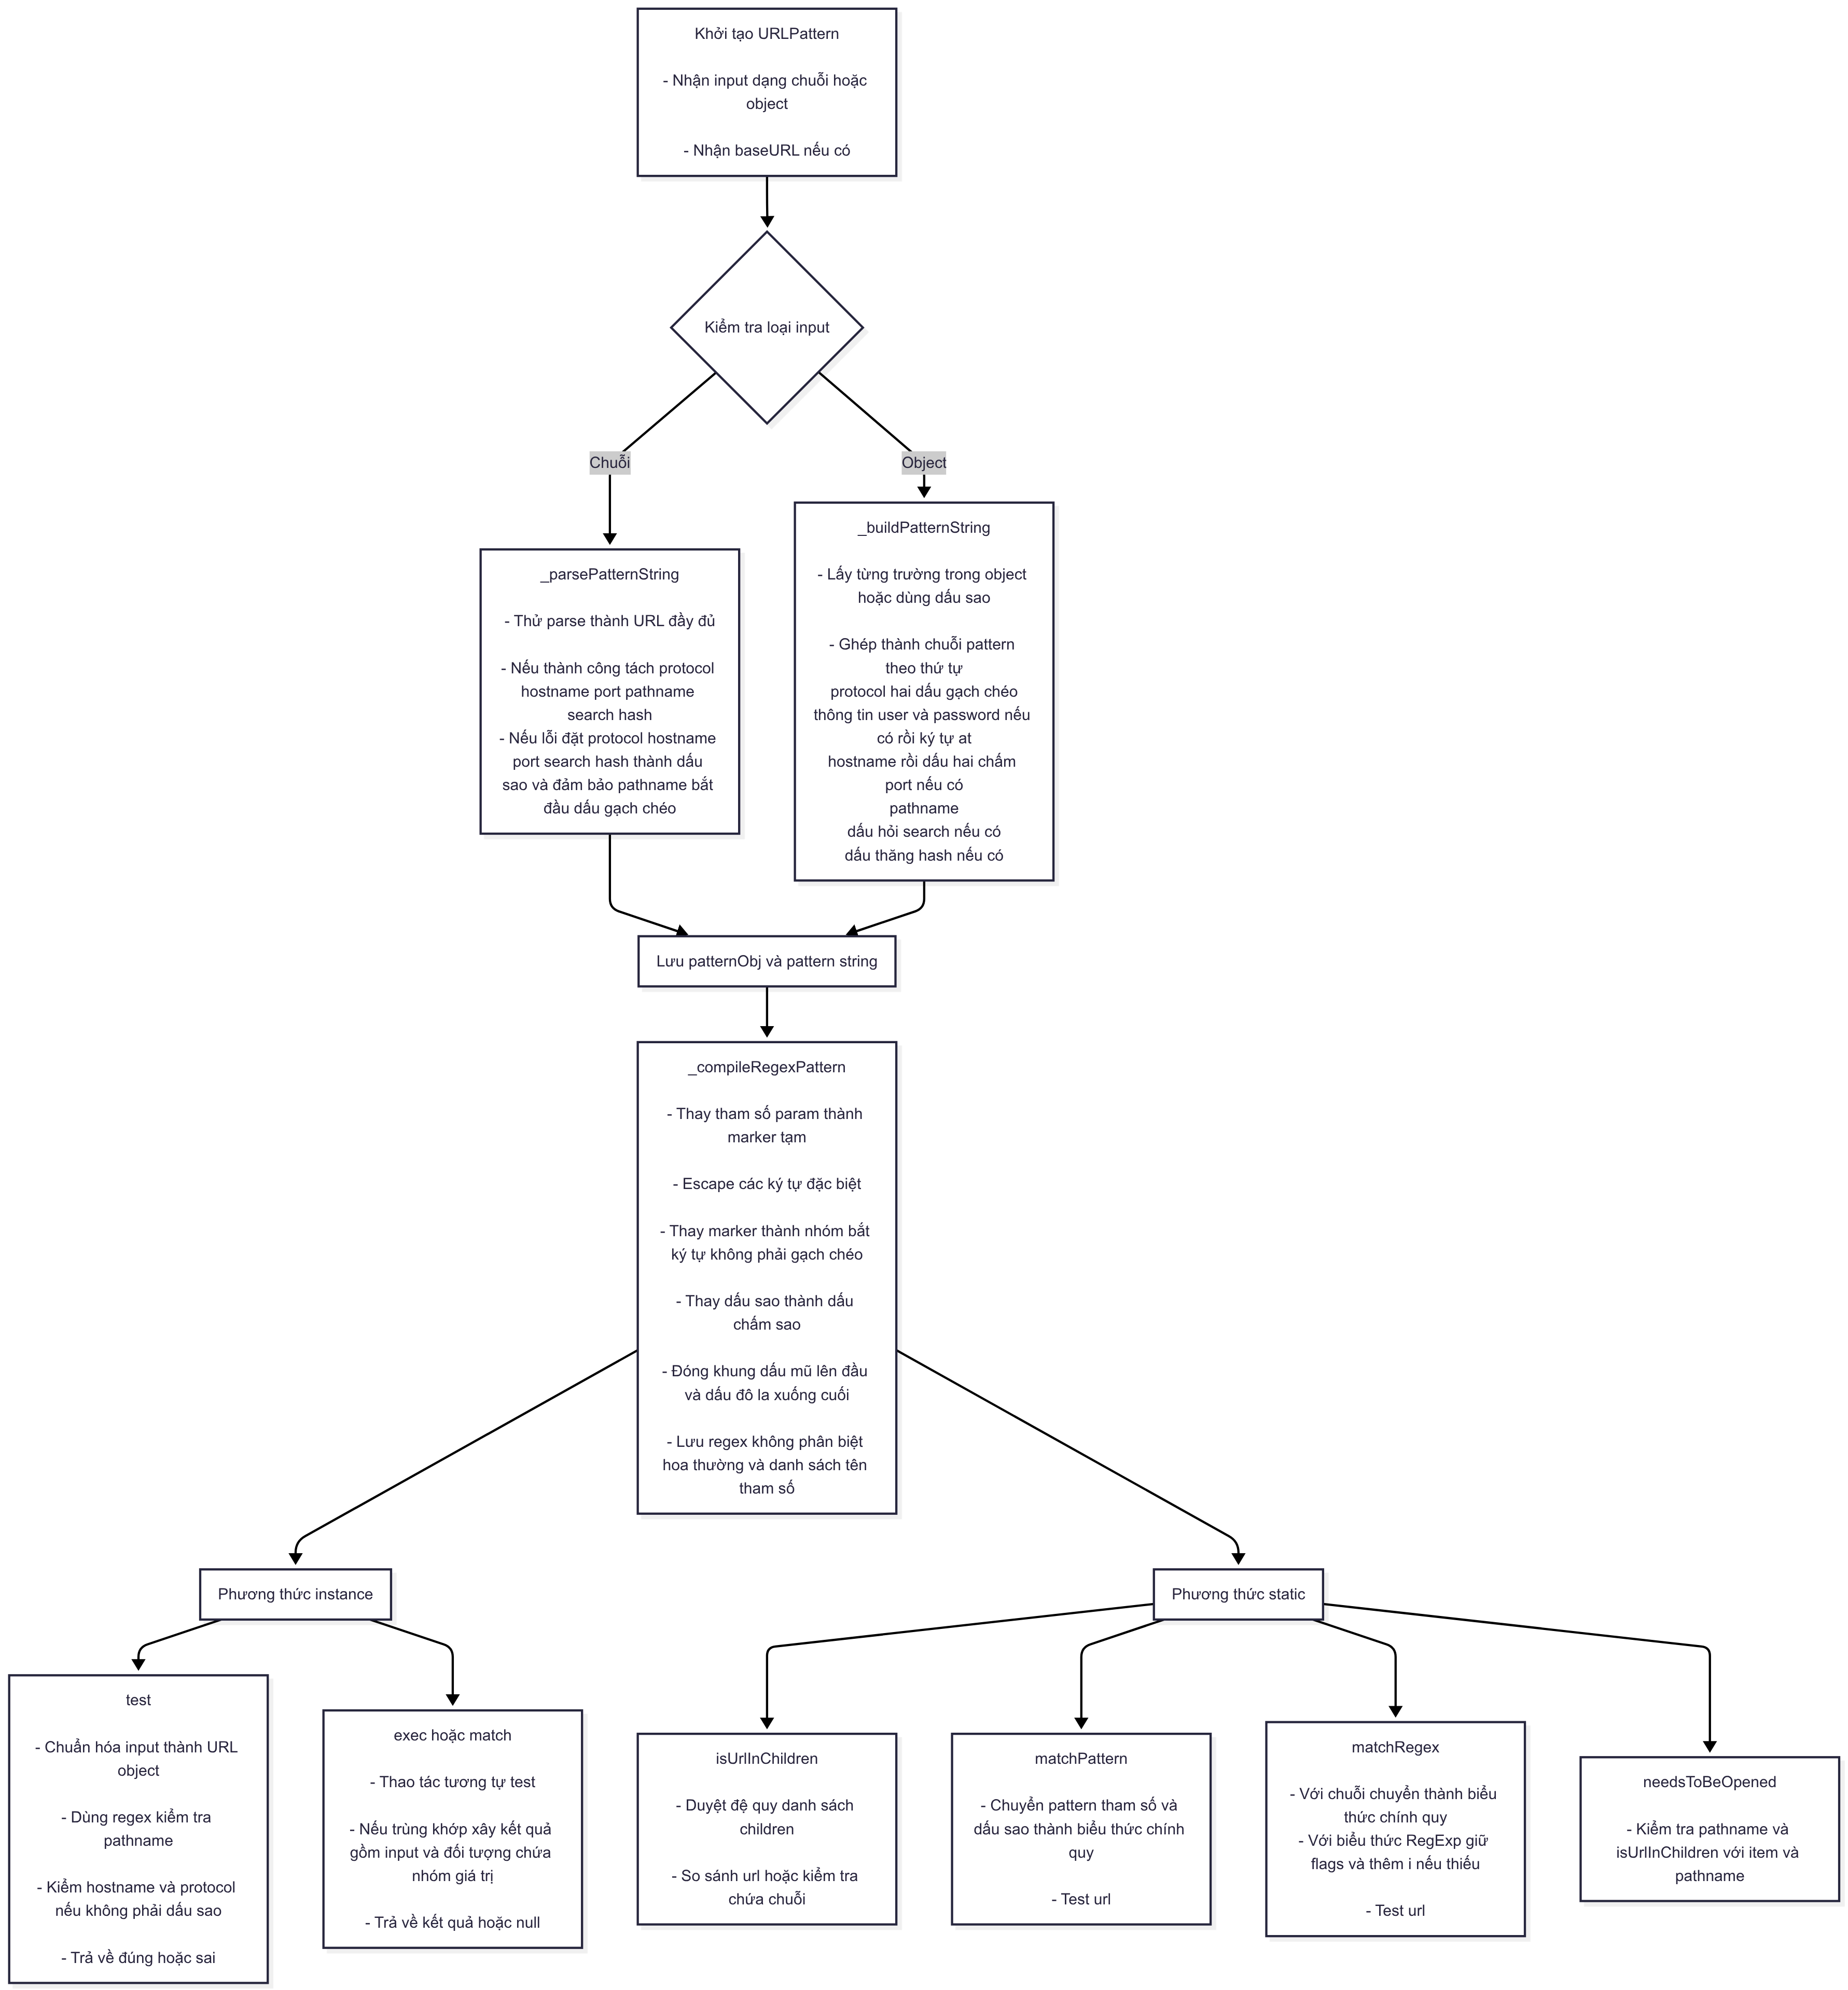 Khởi tạo URLPattern
- Nhận input dạng chuỗi hoặc
object
- Nhận baseURL nếu có
Kiểm tra loại input
Chuỗi
Object
_parsePatternString
- Thử parse thành URL đầy đủ
- Nếu thành công tách protocol
hostname port pathname
search hash
- Nếu lỗi đặt protocol hostname
port search hash thành dấu
sao và đảm bảo pathname bắt
đầu dấu gạch chéo
_buildPatternString
- Lấy từng trường trong object
hoặc dùng dấu sao
- Ghép thành chuỗi pattern
theo thứ tự
protocol hai dấu gạch chéo
thông tin user và password nếu
có rồi ký tự at
hostname rồi dấu hai chấm
port nếu có
pathname
dấu hỏi search nếu có
dấu thăng hash nếu có
Lưu patternObj và pattern string
_compileRegexPattern
- Thay tham số param thành
marker tạm
- Escape các ký tự đặc biệt
- Thay marker thành nhóm bắt
ký tự không phải gạch chéo
- Thay dấu sao thành dấu
chấm sao
- Đóng khung dấu mũ lên đầu
và dấu đô la xuống cuối
- Lưu regex không phân biệt
hoa thường và danh sách tên
tham số
Phương thức instance
Phương thức static
test
- Chuẩn hóa input thành URL
object
- Dùng regex kiểm tra
pathname
- Kiểm hostname và protocol
nếu không phải dấu sao
- Trả về đúng hoặc sai
exec hoặc match
- Thao tác tương tự test
- Nếu trùng khớp xây kết quả
gồm input và đối tượng chứa
nhóm giá trị
- Trả về kết quả hoặc null
isUrlInChildren
- Duyệt đệ quy danh sách
children
- So sánh url hoặc kiểm tra
chứa chuỗi
matchPattern
- Chuyển pattern tham số và
dấu sao thành biểu thức chính
quy
- Test url
matchRegex
- Với chuỗi chuyển thành biểu
thức chính quy
- Với biểu thức RegExp giữ
flags và thêm i nếu thiếu
- Test url
needsToBeOpened
- Kiểm tra pathname và
isUrlInChildren với item và
pathname